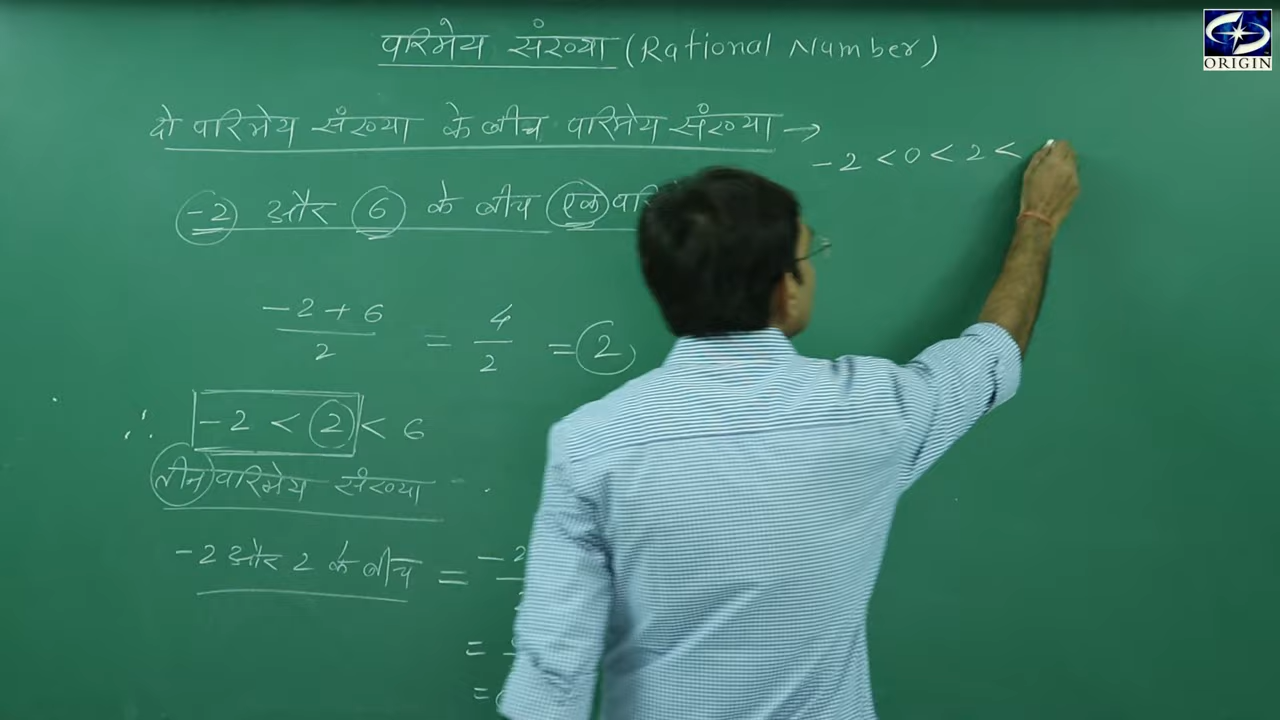 परिमेय संख्या (Rational Number)
ORIGIN
दो परिमेय संख्या के बीच परिमेय संख्या →
-2 < 0 < 2 <
-2 और 6 के बीच एक
-2 + 6 / 2 = 4 / 2 = 2
∴ -2 < 2 < 6
तीन परिमेय संख्या
-2 और 2 के बीच = -2
=
=